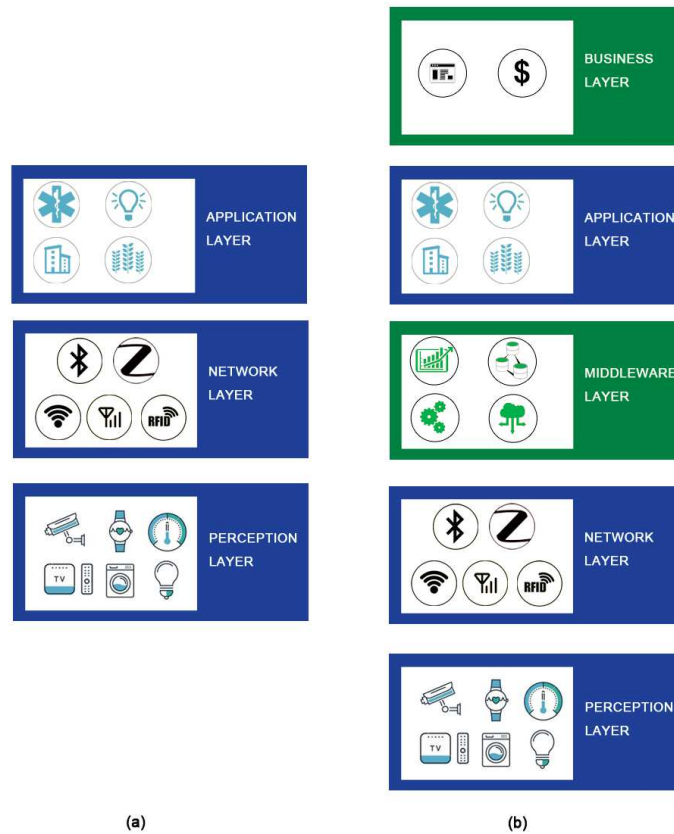 APPLICATION
LAYER
NETWORK
LAYER
RFID
PERCEPTION
LAYER
TV
(a)
BUSINESS
LAYER
$
APPLICATION
LAYER
MIDDLEWARE
LAYER
NETWORK
LAYER
RFID
PERCEPTION
LAYER
TV
(b)